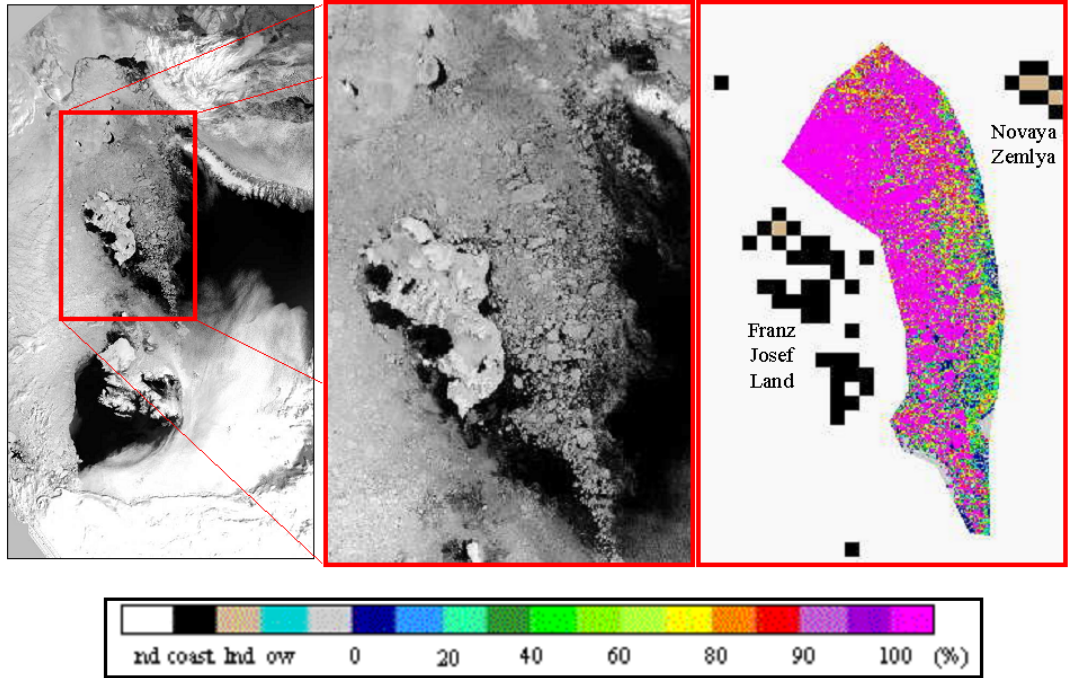 Novaya
Zemlya
Franz
Josef
Land
nd coast lnd ow 0 20 40 60 80 90 100 (%)